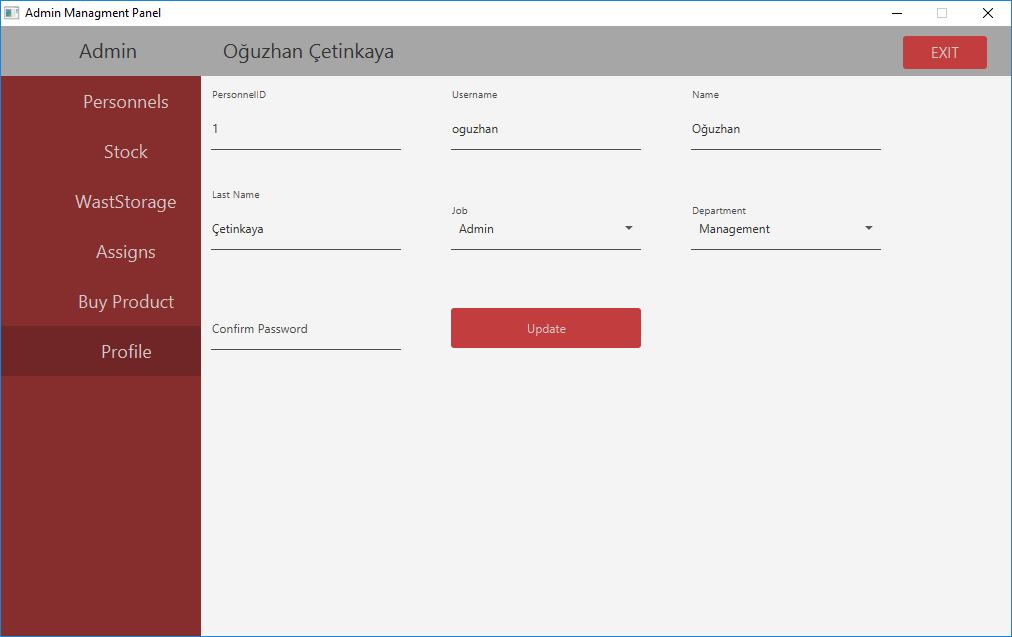 Admin Managment Panel
Admin
Oğuzhan Çetinkaya
EXIT
Personnels
Stock
WastStorage
Assigns
Buy Product
Profile
PersonnelID
1
Username
oguzhan
Name
Oğuzhan
Last Name
Çetinkaya
Job
Admin
Department
Management
Confirm Password
Update